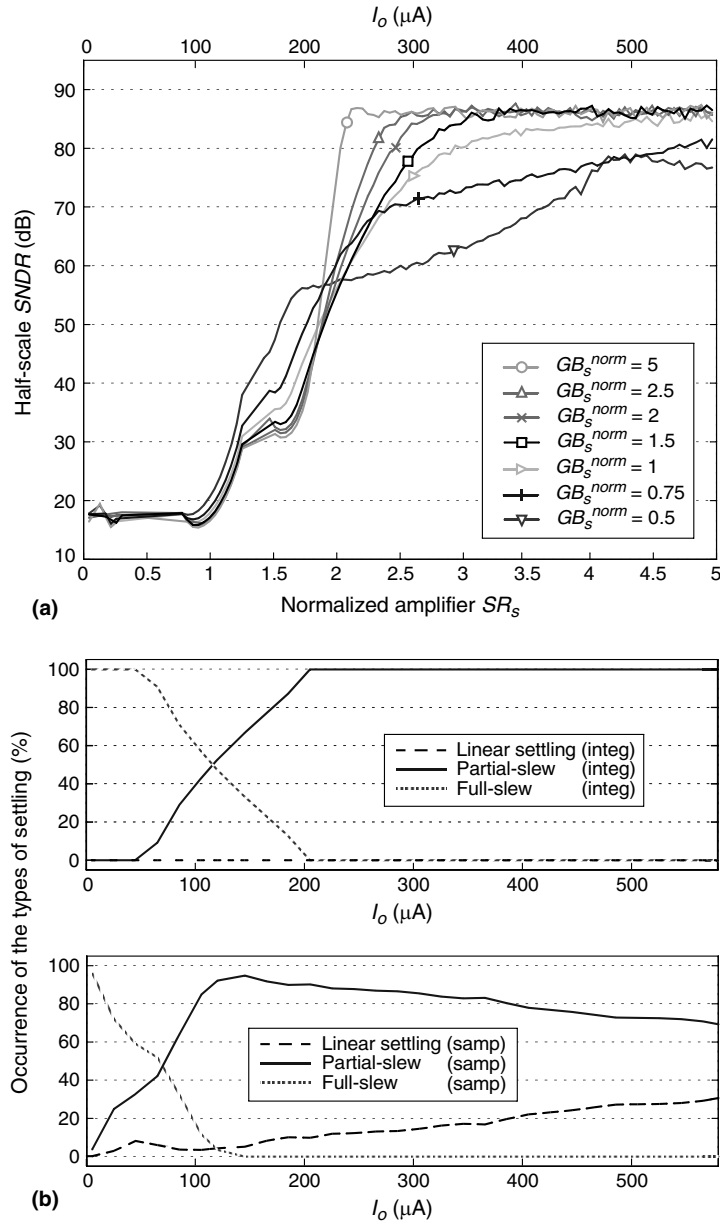 I_o (μA)
0 100 200 300 400 500
90
80
70
60
50
40
30
20
10
Half-scale SNDR (dB)
GB_s^norm = 5
GB_s^norm = 2.5
GB_s^norm = 2
GB_s^norm = 1.5
GB_s^norm = 1
GB_s^norm = 0.75
GB_s^norm = 0.5
0 0.5 1 1.5 2 2.5 3 3.5 4 4.5 5
(a)
Normalized amplifier SR_s
Occurrence of the types of settling (%)
100
80
60
40
20
0
Linear settling (integ)
Partial-slew (integ)
Full-slew (integ)
0 100 200 300 400 500
I_o (μA)
100
80
60
40
20
0
Linear settling (samp)
Partial-slew (samp)
Full-slew (samp)
0 100 200 300 400 500
(b)
I_o (μA)